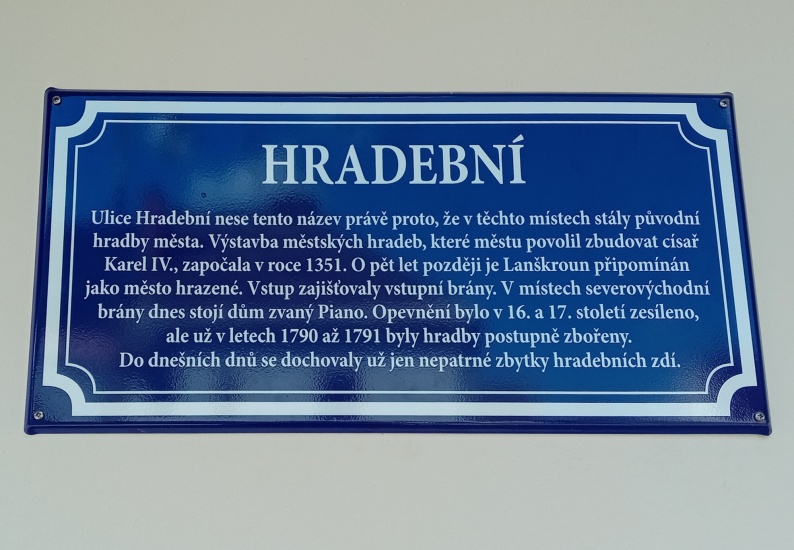 HRADEBNÍ
Ulice Hradební nese tento název právě proto, že v těchto místech stály původní
hradby města. Výstavba městských hradeb, které městu povolil zbudovat císař
Karel IV., započala v roce 1351. O pět let později je Lanškroun připomínán
jako město hrazené. Vstup zajišťovaly vstupní brány. V místech severovýchodní
brány dnes stojí dům zvaný Piano. Opevnění bylo v 16. a 17. století zesíleno,
ale už v letech 1790 až 1791 byly hradby postupně zbořeny.
Do dnešních dnů se dochovaly už jen nepatrné zbytky hradebních zdí.